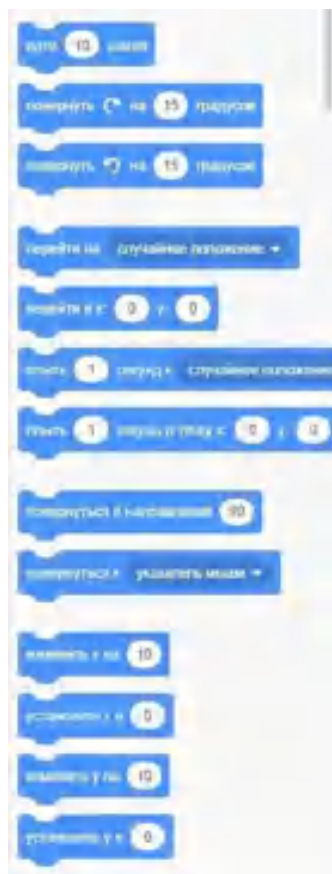 идти 10 шагов
повернуть на 15 градусов
повернуть на 15 градусов
перейти на случайное положение
перейти в x: 0 y: 0
плыть 1 секунд к случайное положение
плыть 1 секунд в точку x: 0 y: 0
повернуться в направлении 90
повернуться к указатель мыши
изменить x на 10
установить x в 0
изменить y на 10
установить y в 0